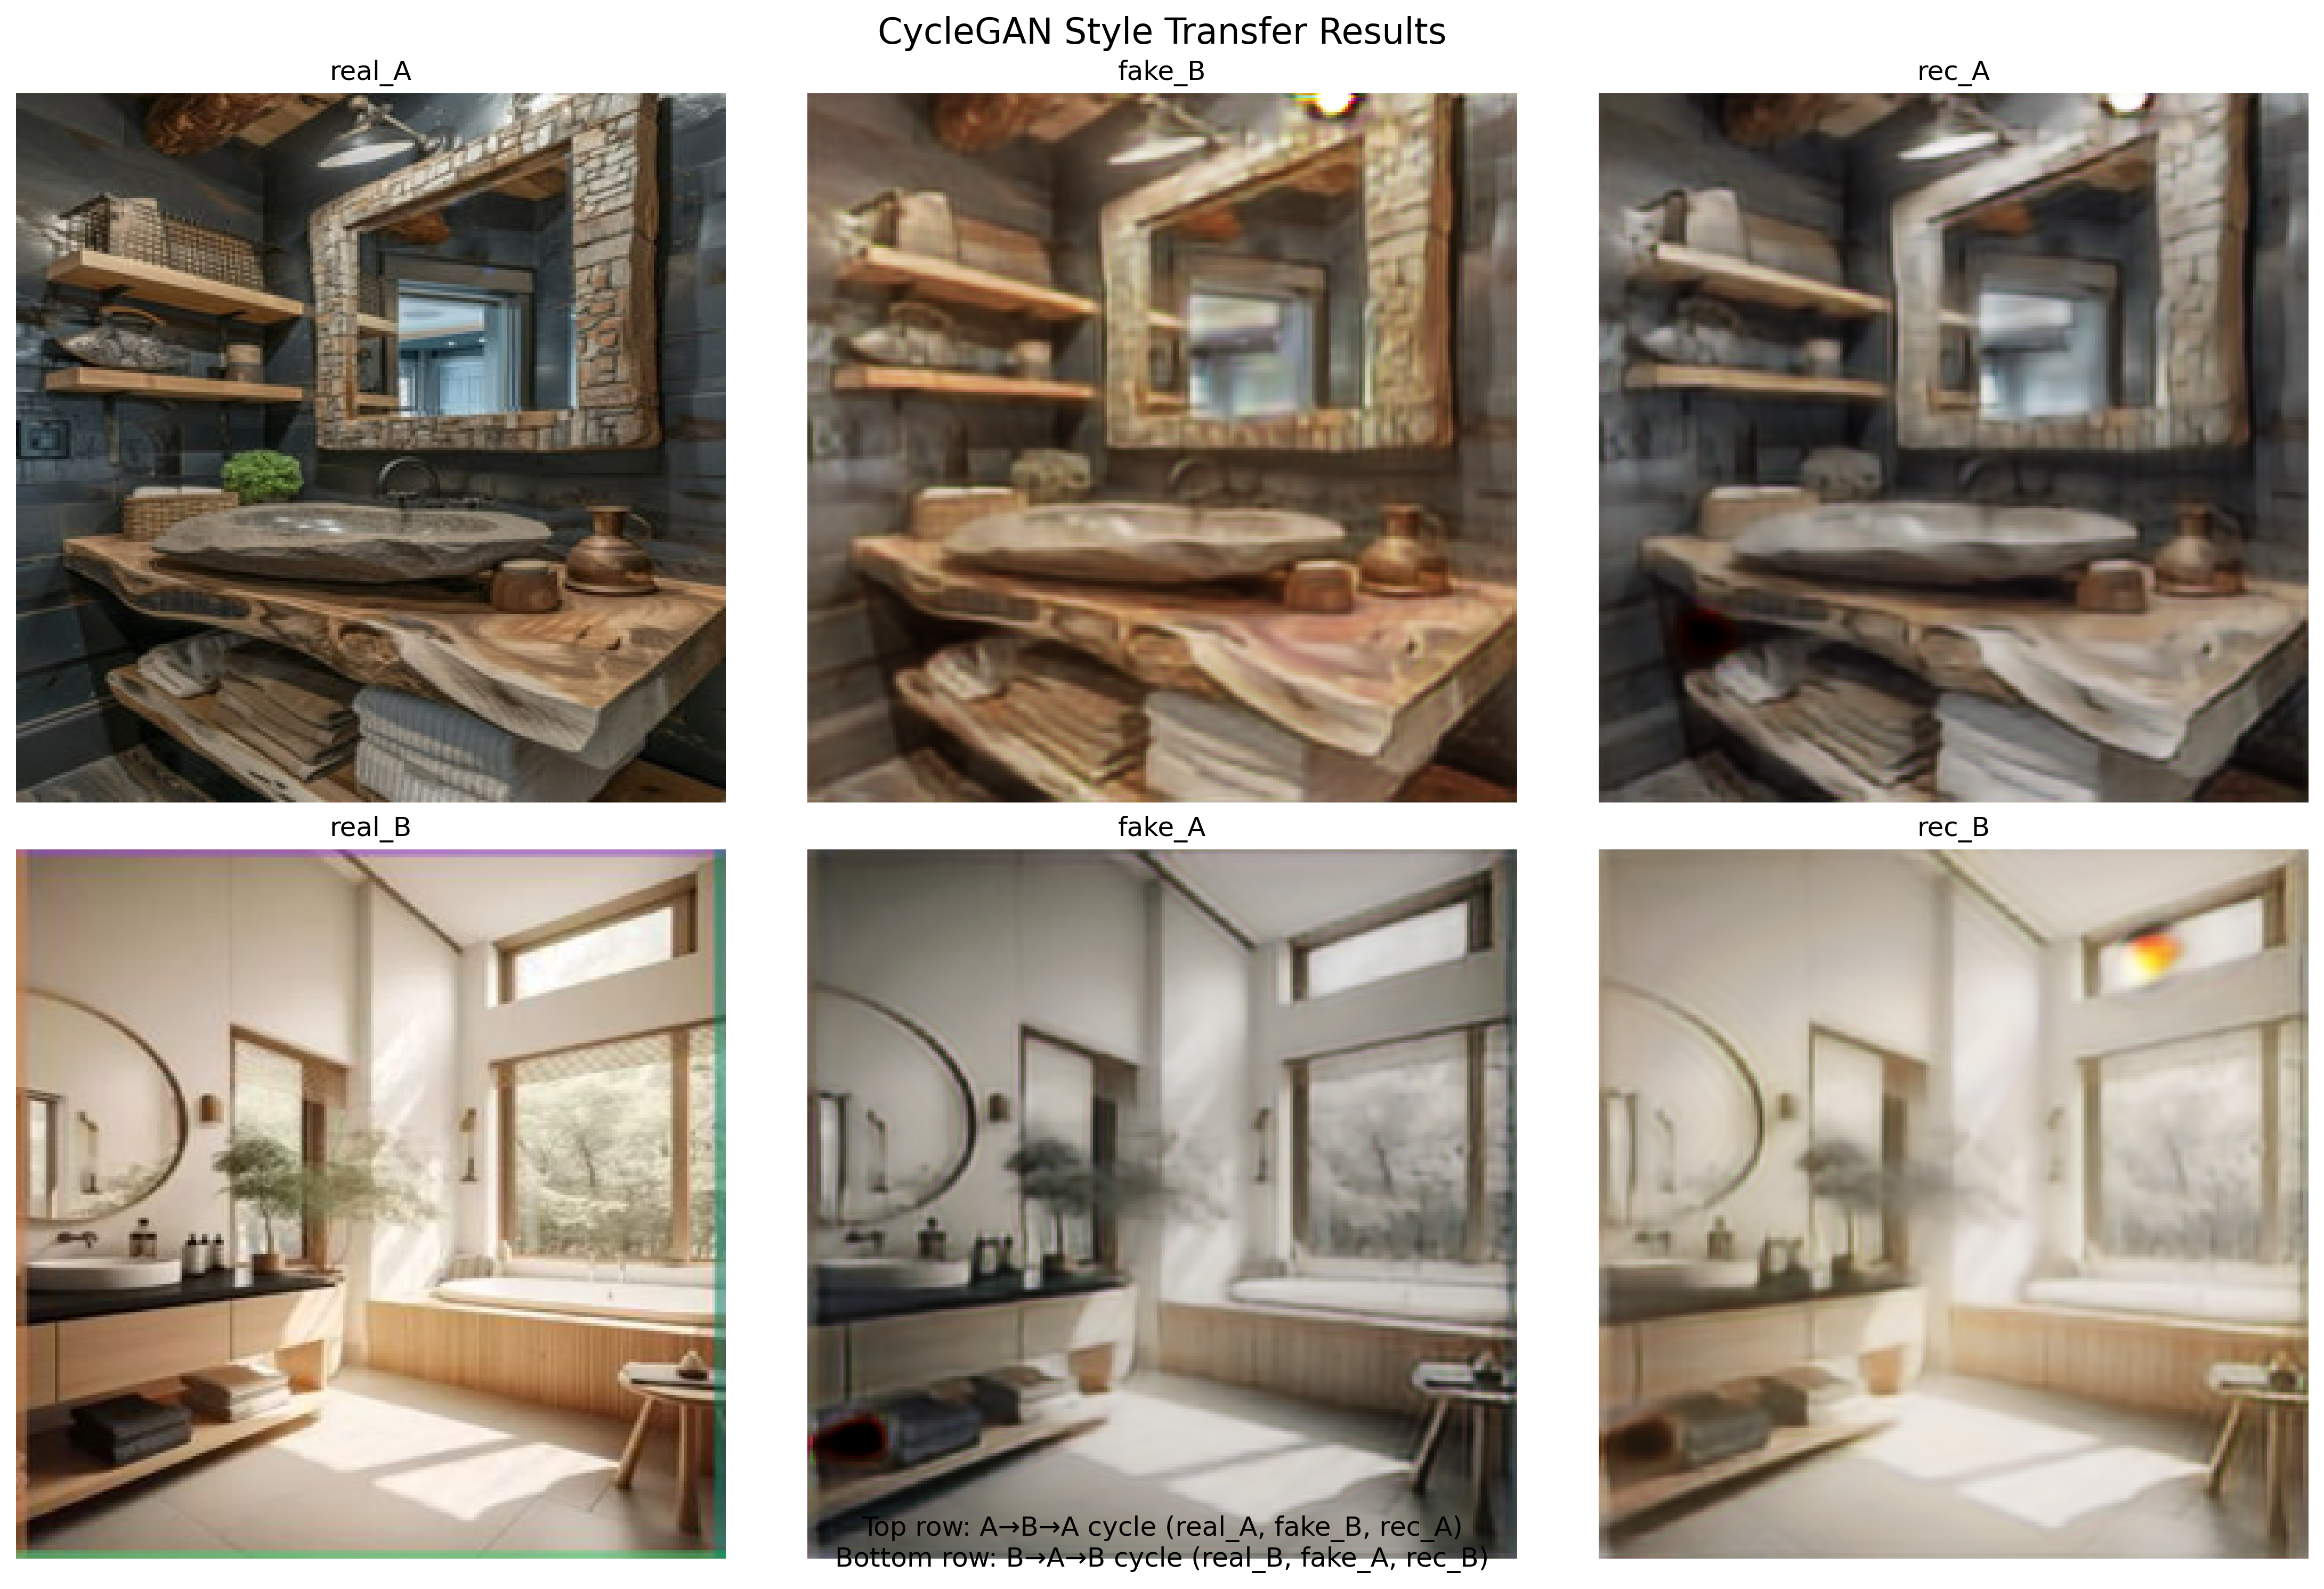 CycleGAN Style Transfer Results
real_A
fake_B
rec_A
real_B
fake_A
rec_B
Top row: A→B→A cycle (real_A, fake_B, rec_A)
Bottom row: B→A→B cycle (real_B, fake_A, rec_B)